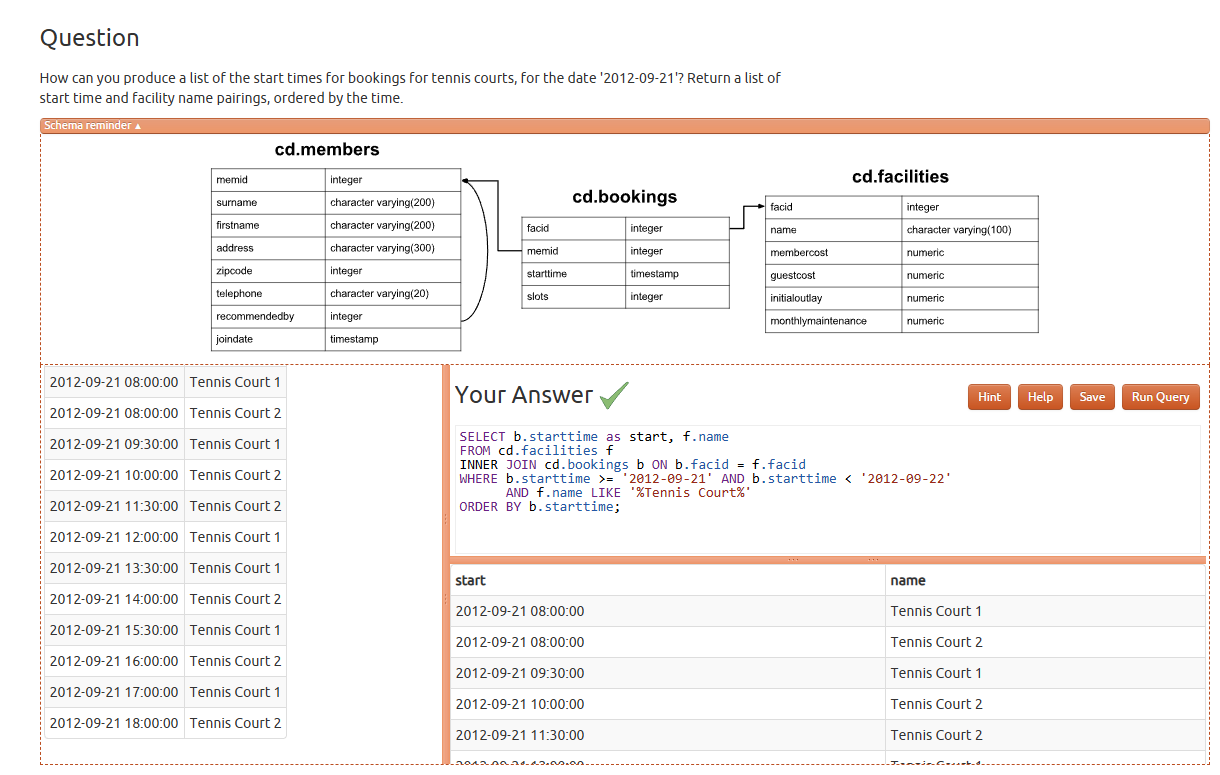 Question
How can you produce a list of the start times for bookings for tennis courts, for the date '2012-09-21'? Return a list of
start time and facility name pairings, ordered by the time.
Schema reminder ▴
cd.members
memid integer
surname character varying(200)
firstname character varying(200)
address character varying(300)
zipcode integer
telephone character varying(20)
recommendedby integer
joindate timestamp
cd.bookings
facid integer
memid integer
starttime timestamp
slots integer
cd.facilities
facid integer
name character varying(100)
membercost numeric
guestcost numeric
initialoutlay numeric
monthlymaintenance numeric
2012-09-21 08:00:00 Tennis Court 1
2012-09-21 08:00:00 Tennis Court 2
2012-09-21 09:30:00 Tennis Court 1
2012-09-21 10:00:00 Tennis Court 2
2012-09-21 11:30:00 Tennis Court 2
2012-09-21 12:00:00 Tennis Court 1
2012-09-21 13:30:00 Tennis Court 1
2012-09-21 14:00:00 Tennis Court 2
2012-09-21 15:30:00 Tennis Court 1
2012-09-21 16:00:00 Tennis Court 2
2012-09-21 17:00:00 Tennis Court 1
2012-09-21 18:00:00 Tennis Court 2
Your Answer
Hint Help Save Run Query
SELECT b.starttime as start, f.name
FROM cd.facilities f
INNER JOIN cd.bookings b ON b.facid = f.facid
WHERE b.starttime >= '2012-09-21' AND b.starttime < '2012-09-22'
AND f.name LIKE '%Tennis Court%'
ORDER BY b.starttime;
start name
2012-09-21 08:00:00 Tennis Court 1
2012-09-21 08:00:00 Tennis Court 2
2012-09-21 09:30:00 Tennis Court 1
2012-09-21 10:00:00 Tennis Court 2
2012-09-21 11:30:00 Tennis Court 2